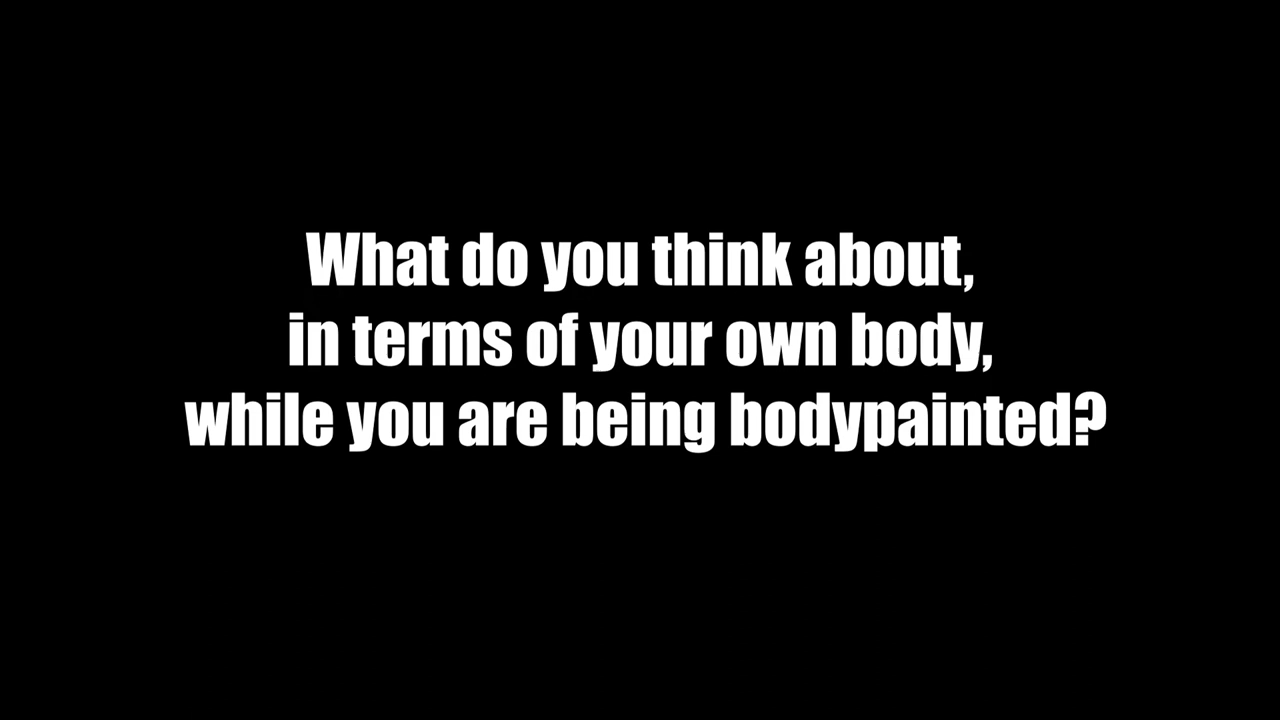 What do you think about,
in terms of your own body,
while you are being bodypainted?